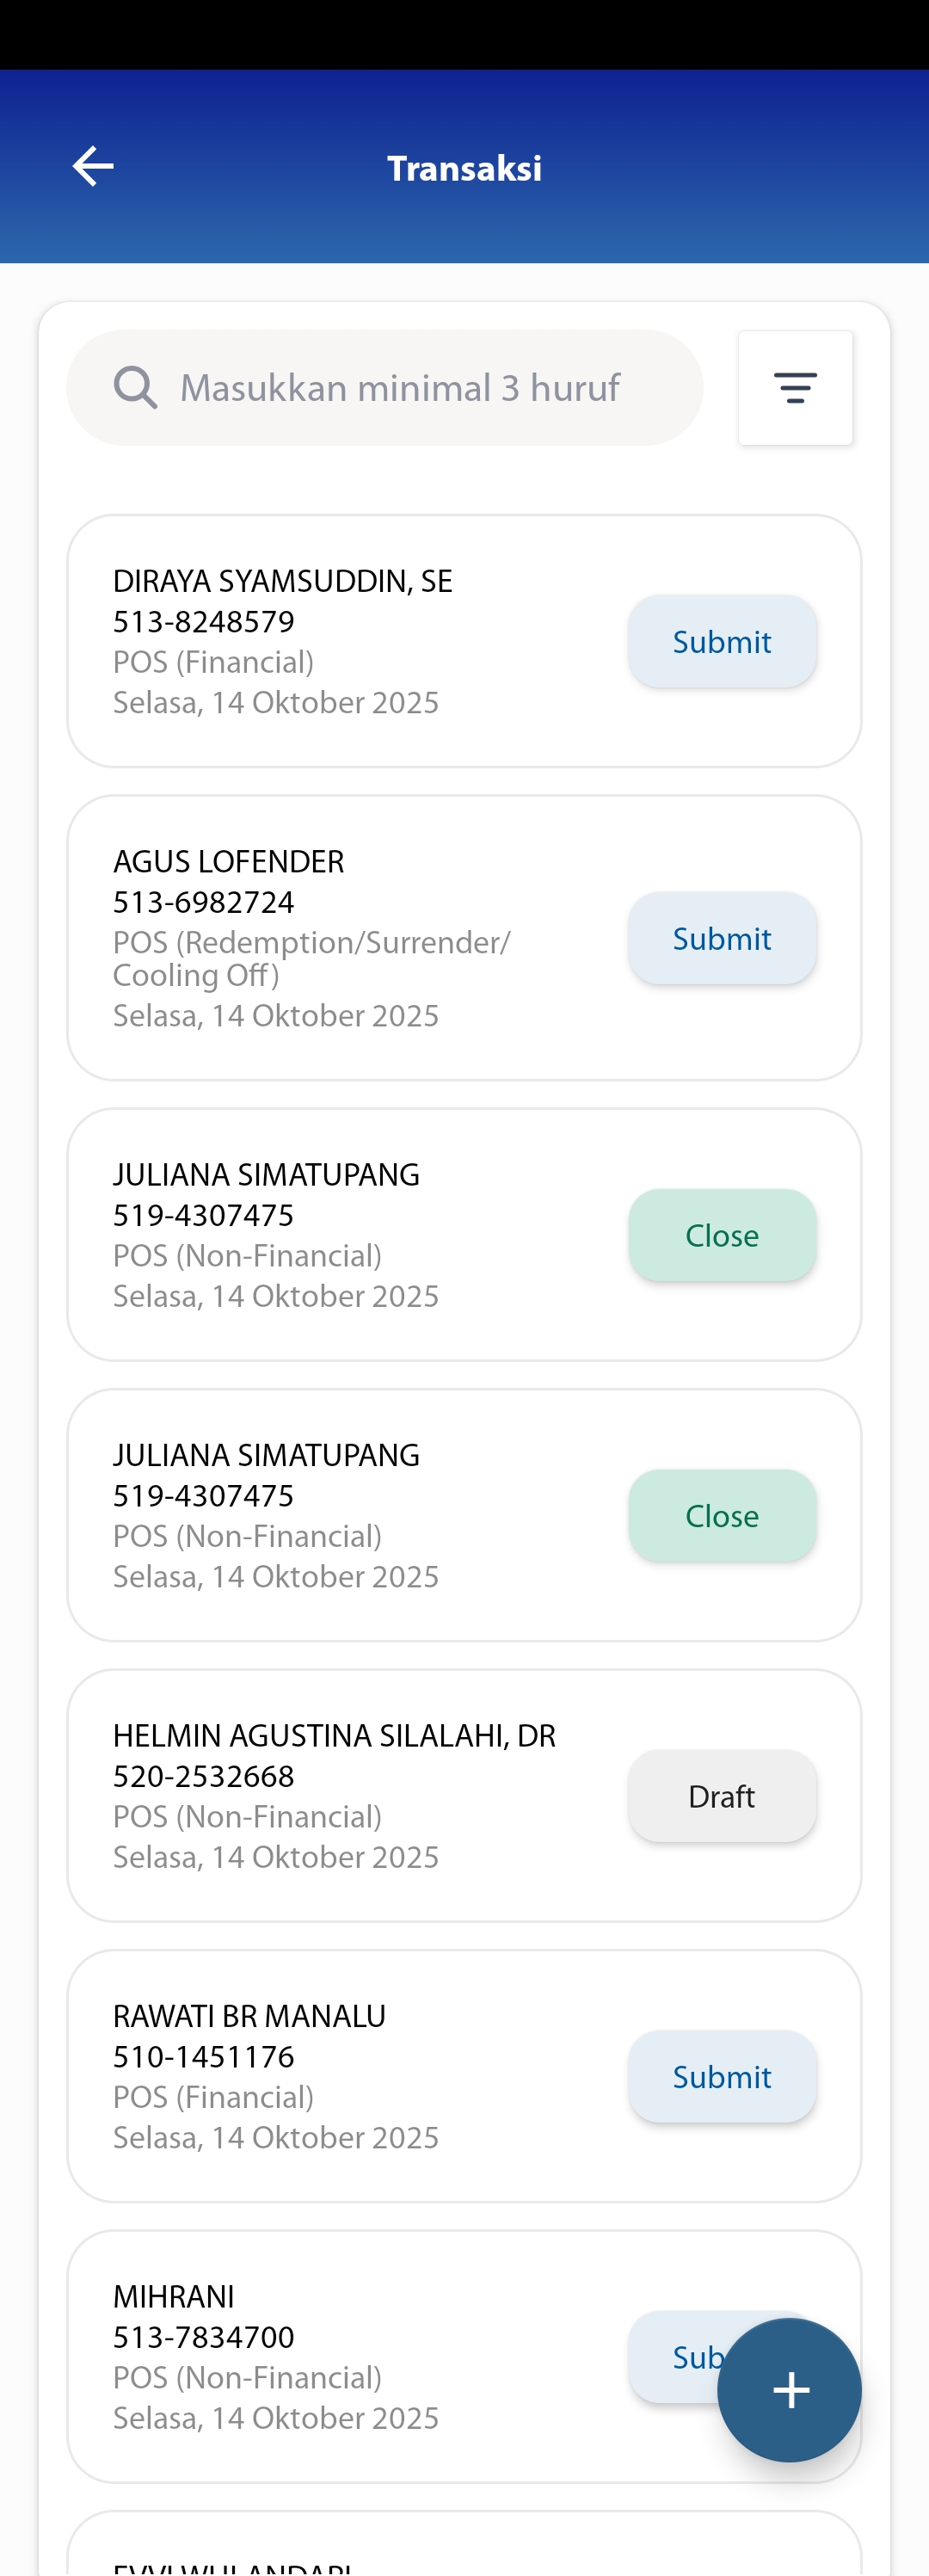 Transaksi
Masukkan minimal 3 huruf
DIRAYA SYAMSUDDIN, SE
513-8248579
POS (Financial)
Selasa, 14 Oktober 2025
Submit
AGUS LOFENDER
513-6982724
POS (Redemption/Surrender/
Cooling Off)
Selasa, 14 Oktober 2025
Submit
JULIANA SIMATUPANG
519-4307475
POS (Non-Financial)
Selasa, 14 Oktober 2025
Close
JULIANA SIMATUPANG
519-4307475
POS (Non-Financial)
Selasa, 14 Oktober 2025
Close
HELMIN AGUSTINA SILALAHI, DR
520-2532668
POS (Non-Financial)
Selasa, 14 Oktober 2025
Draft
RAWATI BR MANALU
510-1451176
POS (Financial)
Selasa, 14 Oktober 2025
Submit
MIHRANI
513-7834700
POS (Non-Financial)
Selasa, 14 Oktober 2025
Sub